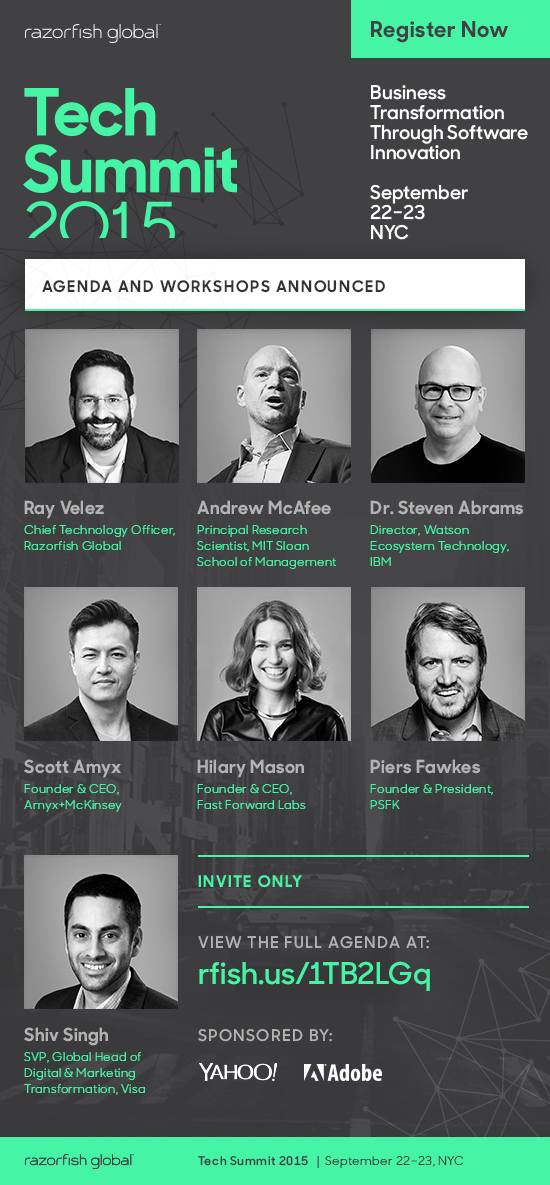 razorfish global
Register Now
Tech
Summit
2015
Business
Transformation
Through Software
Innovation
September
22–23
NYC
AGENDA AND WORKSHOPS ANNOUNCED
Ray Velez
Chief Technology Officer,
Razorfish Global
Andrew McAfee
Principal Research
Scientist, MIT Sloan
School of Management
Dr. Steven Abrams
Director, Watson
Ecosystem Technology,
IBM
Scott Amyx
Founder & CEO,
Amyx+McKinsey
Hilary Mason
Founder & CEO,
Fast Forward Labs
Piers Fawkes
Founder & President,
PSFK
Shiv Singh
SVP, Global Head of
Digital & Marketing
Transformation, Visa
INVITE ONLY
VIEW THE FULL AGENDA AT:
rfish.us/1TB2LGq
SPONSORED BY:
YAHOO! Adobe
razorfish global
Tech Summit 2015 | September 22–23, NYC